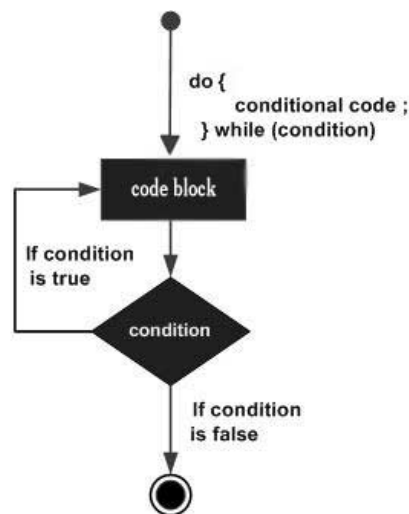 do {
conditional code ;
} while (condition)
code block
If condition
is true
condition
If condition
is false